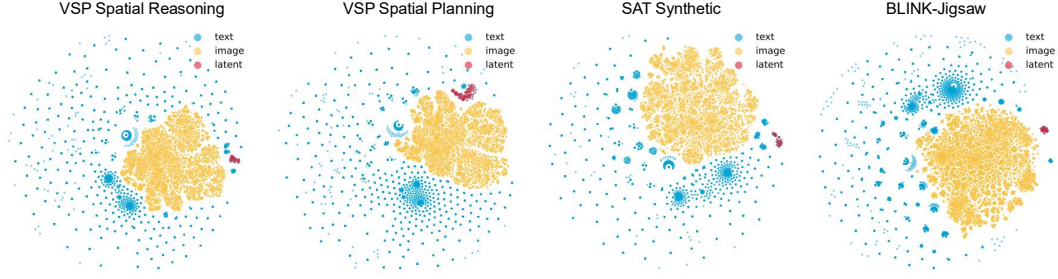 VSP Spatial Reasoning
text
image
latent
VSP Spatial Planning
text
image
latent
SAT Synthetic
text
image
latent
BLINK-Jigsaw
text
image
latent